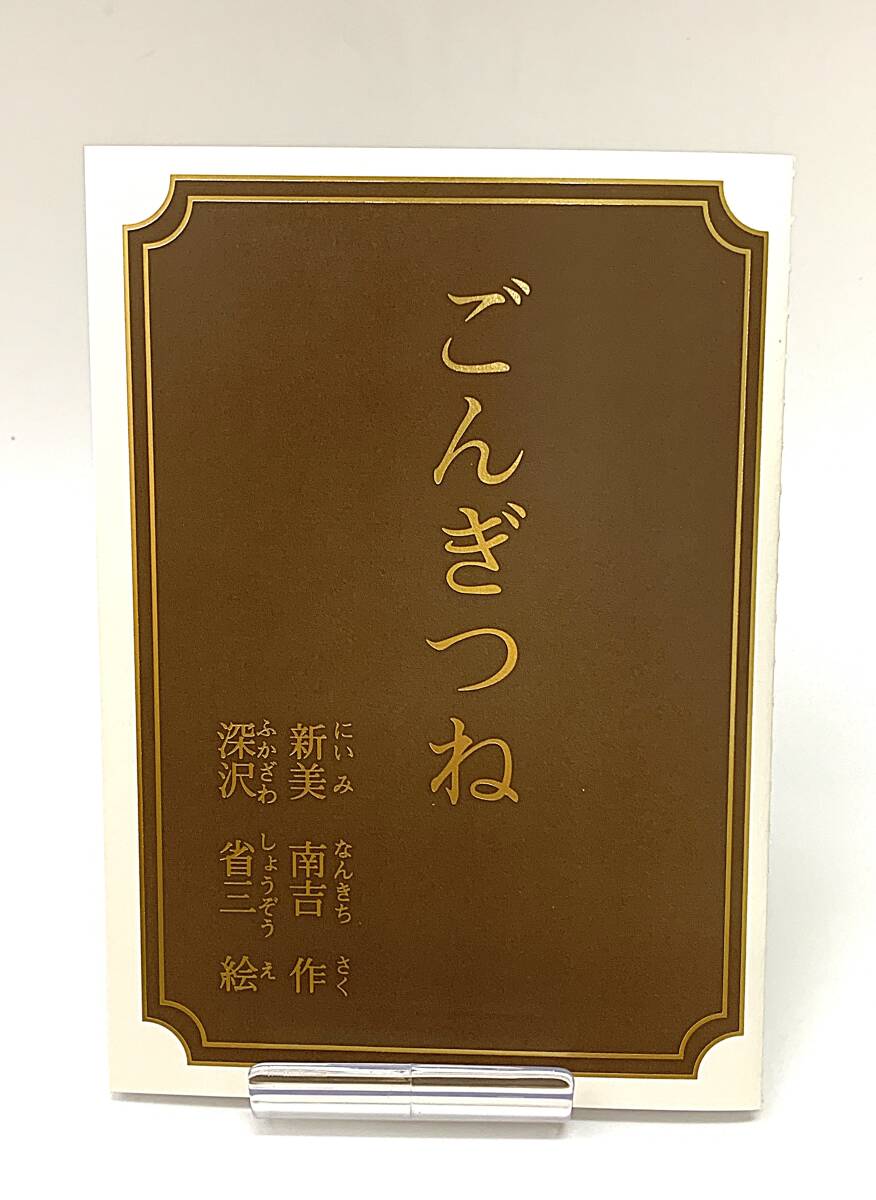 ごんぎつね
にいみ なんきち さく
新美 南吉 作
ふかざわ しょうぞう え
深沢 省三 絵